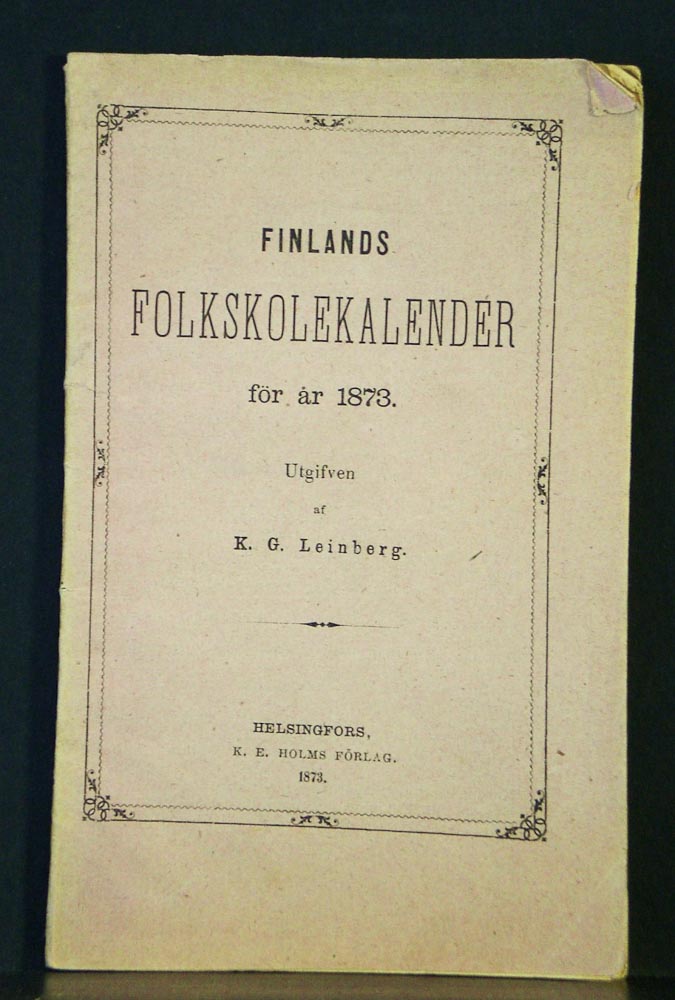 FINLANDS
FOLKSKOLEKALENDER
för år 1873.
Utgifven
af
K. G. Leinberg.
HELSINGFORS,
K. E. HOLMS FÖRLAG.
1873.